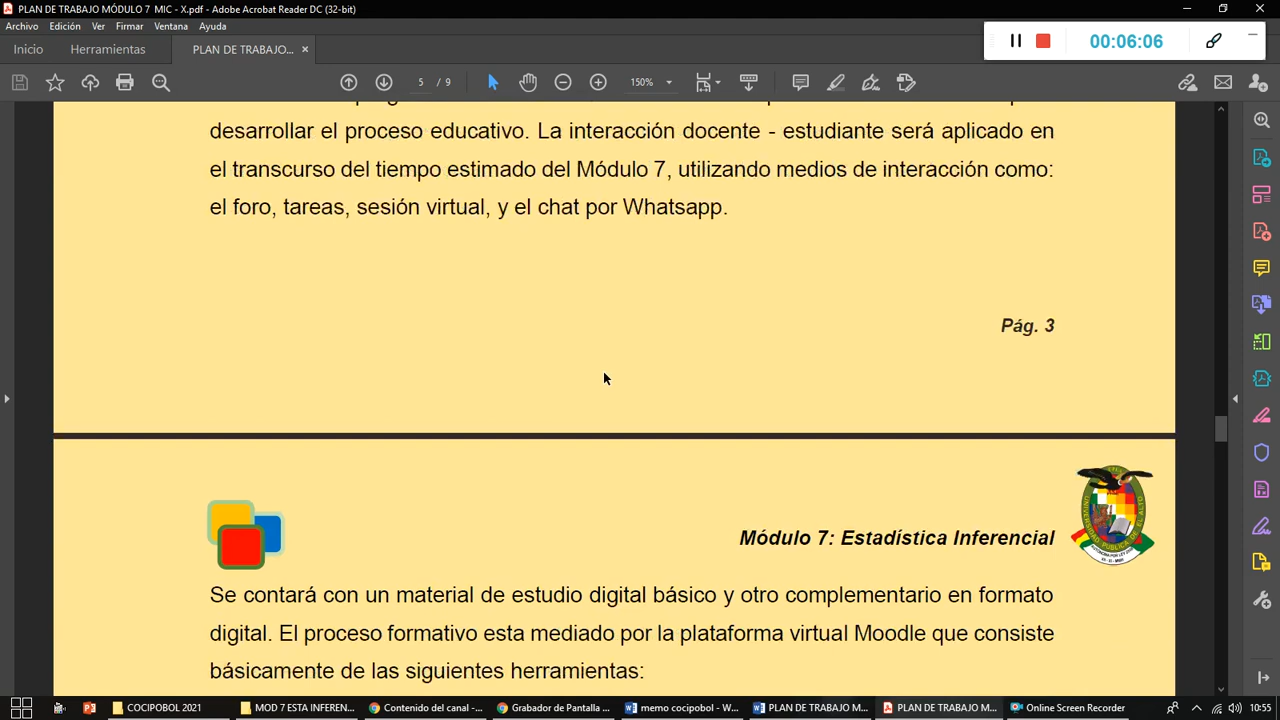 PLAN DE TRABAJO MÓDULO 7 MIC - X.pdf - Adobe Acrobat Reader DC (32-bit)
Archivo Edición Ver Firmar Ventana Ayuda
Inicio Herramientas PLAN DE TRABAJO... ×
00:06:06
5 / 9 150%
desarrollar el proceso educativo. La interacción docente - estudiante será aplicado en
el transcurso del tiempo estimado del Módulo 7, utilizando medios de interacción como:
el foro, tareas, sesión virtual, y el chat por Whatsapp.
Pág. 3
Módulo 7: Estadística Inferencial
Se contará con un material de estudio digital básico y otro complementario en formato
digital. El proceso formativo esta mediado por la plataforma virtual Moodle que consiste
básicamente de las siguientes herramientas:
COCIPOBOL 2021 MOD 7 ESTA INFEREN... Contenido del canal -... Grabador de Pantalla ... memo cocipobol - W... PLAN DE TRABAJO M... PLAN DE TRABAJO M... Online Screen Recorder 10:55